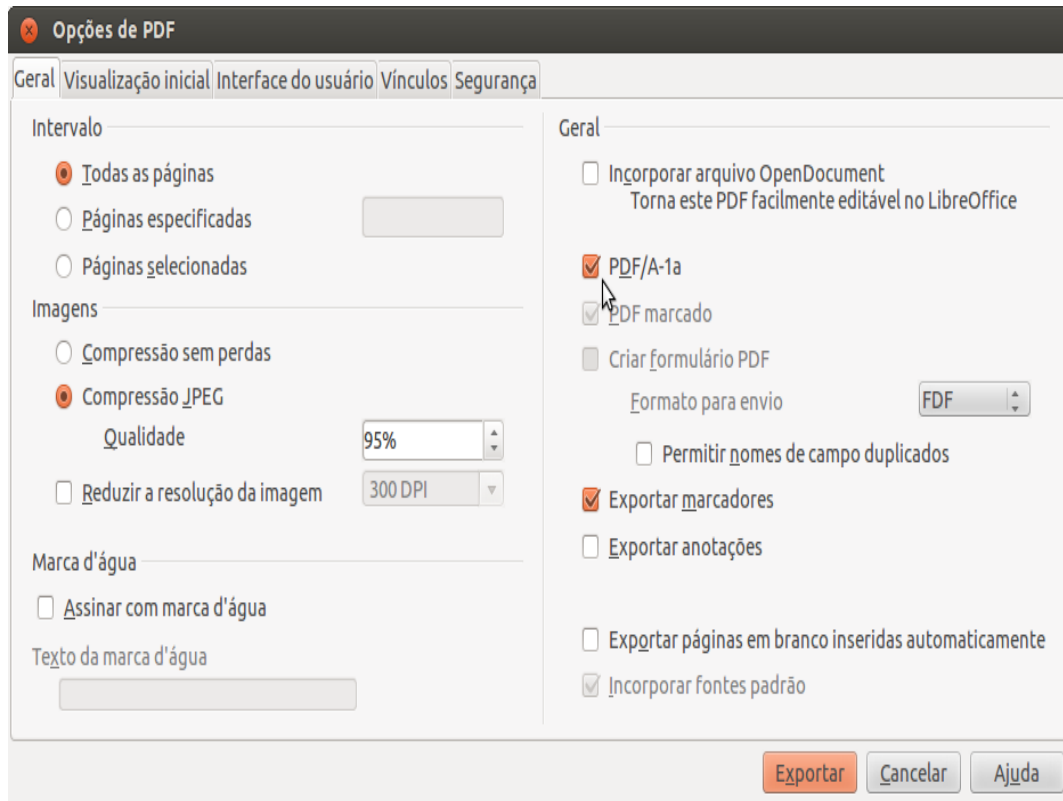 Opções de PDF
Geral Visualização inicial Interface do usuário Vínculos Segurança
Intervalo
Todas as páginas
Páginas especificadas
Páginas selecionadas
Imagens
Compressão sem perdas
Compressão JPEG
Qualidade 95%
Reduzir a resolução da imagem 300 DPI
Marca d'água
Assinar com marca d'água
Texto da marca d'água
Geral
Incorporar arquivo OpenDocument
Torna este PDF facilmente editável no LibreOffice
PDF/A-1a
PDF marcado
Criar formulário PDF
Formato para envio FDF
Permitir nomes de campo duplicados
Exportar marcadores
Exportar anotações
Exportar páginas em branco inseridas automaticamente
Incorporar fontes padrão
Exportar Cancelar Ajuda